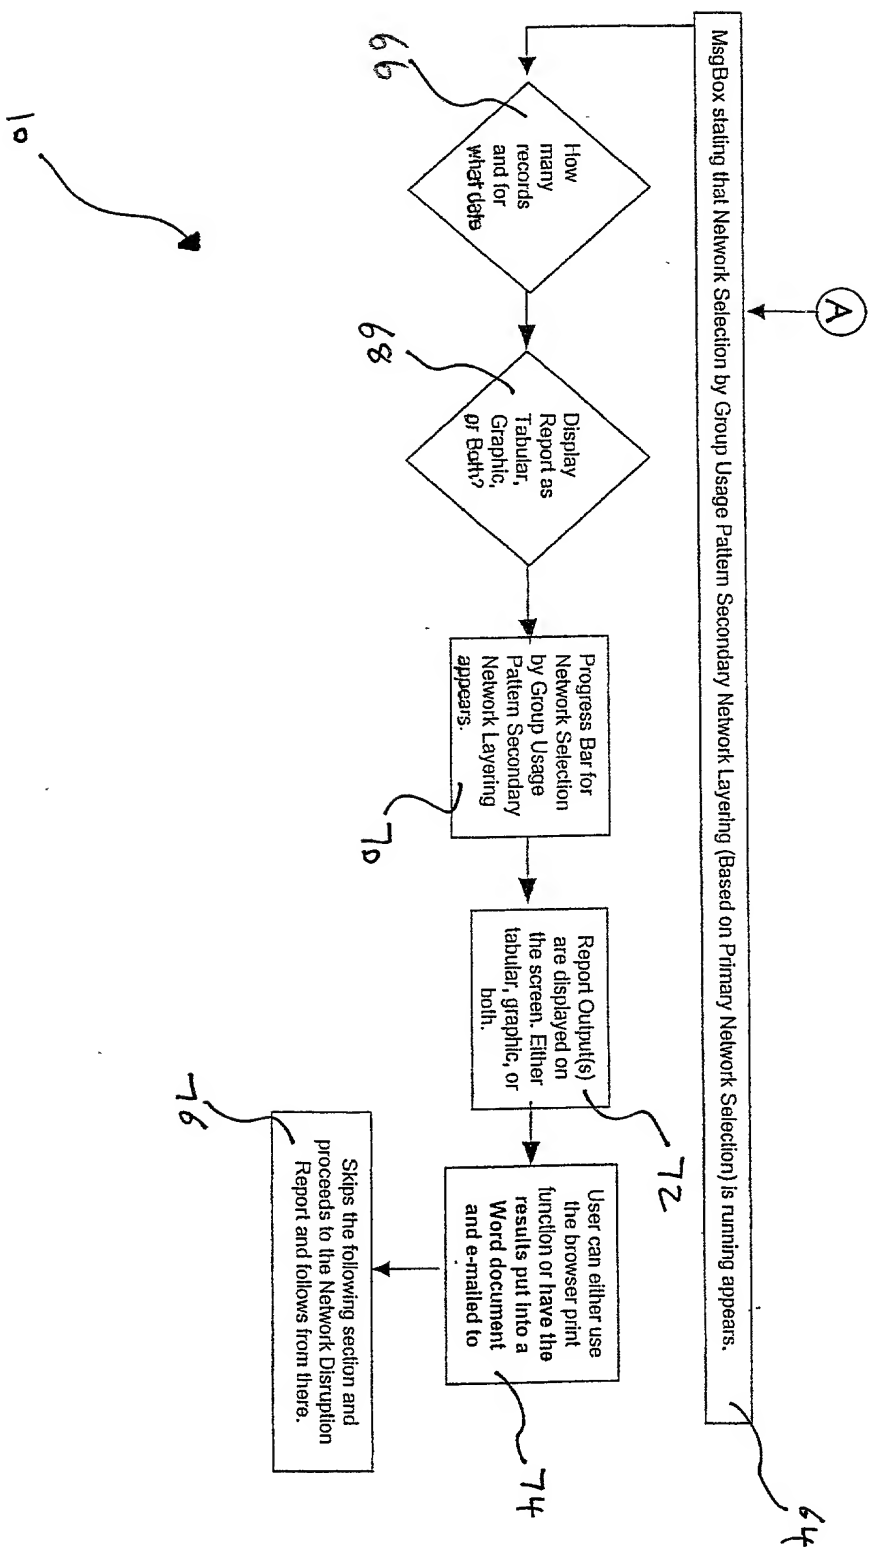 A
MsgBox stating that Network Selection by Group Usage Pattern Secondary Network Layering (Based on Primary Network Selection) is running appears.
64
How
many
records
and for
what date
66
Display
Report as
Tabular,
Graphic,
or Both?
68
Progress Bar for
Network Selection
by Group Usage
Pattern Secondary
Network Layering
appears.
70
Report Output(s)
are displayed on
the screen. Either
tabular, graphic, or
both.
72
User can either use
the browser print
function or have the
results put into a
Word document
and e-mailed to
74
Skips the following section and
proceeds to the Network Disruption
Report and follows from there.
76
10